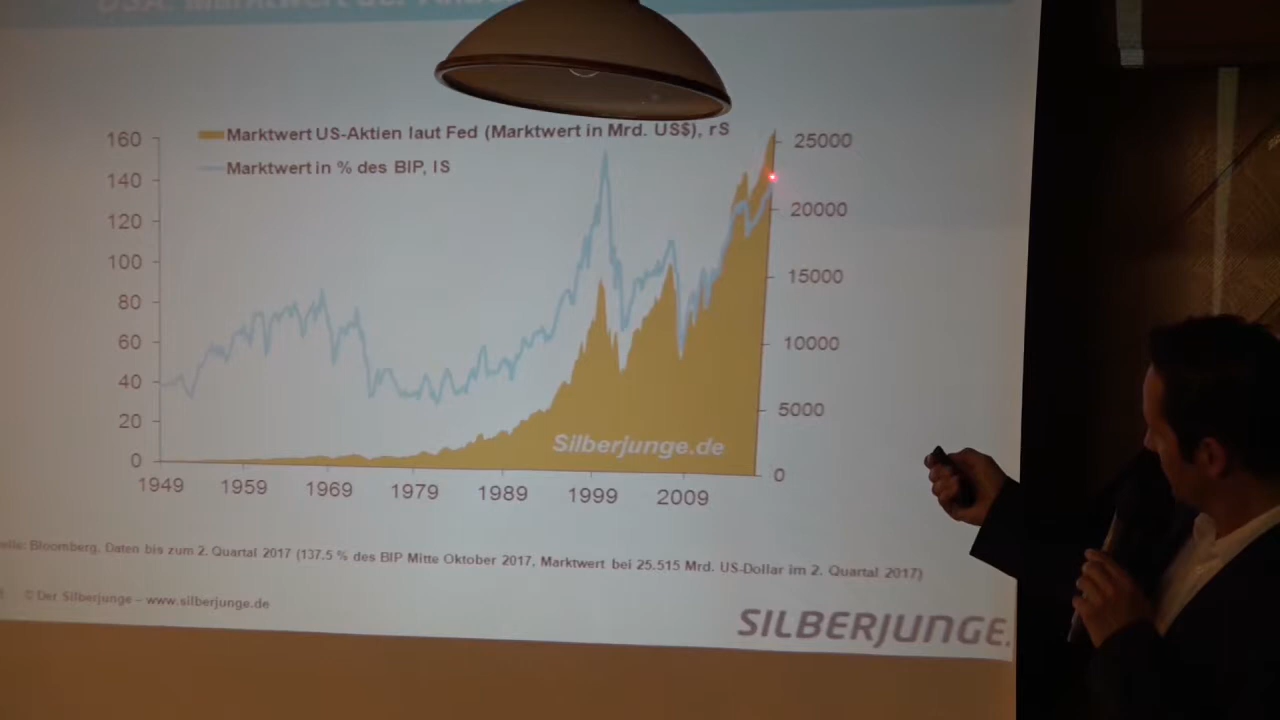 USA: Marktwert der
Marktwert US-Aktien laut Fed (Marktwert in Mrd. US$), rS
Marktwert in % des BIP, lS
160
140
120
100
80
60
40
20
0
25000
20000
15000
10000
5000
0
1949 1959 1969 1979 1989 1999 2009
Silberjunge.de
Bloomberg. Daten bis zum 2. Quartal 2017 (137.5 % des BIP Mitte Oktober 2017, Marktwert bei 25.515 Mrd. US-Dollar im 2. Quartal 2017)
© Der Silberjunge – www.silberjunge.de
SILBERJUNGE.